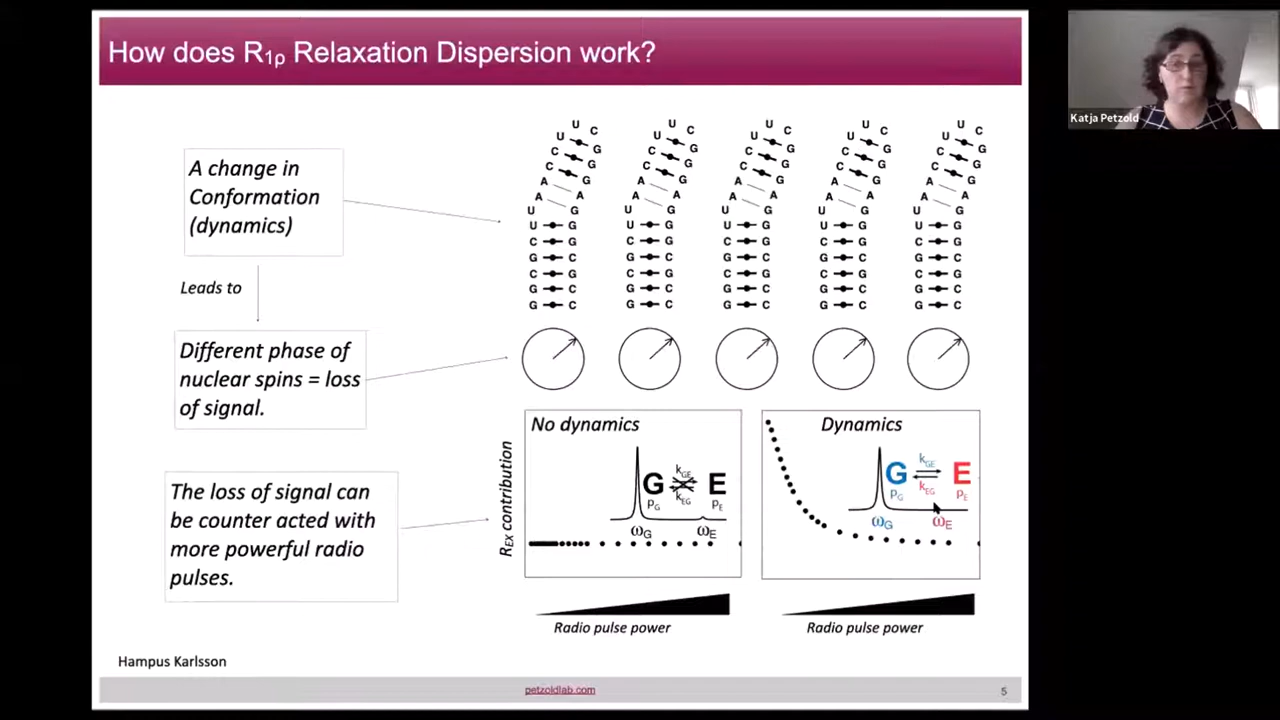 How does R1ρ Relaxation Dispersion work?
Katja Petzold
A change in
Conformation
(dynamics)
Leads to
Different phase of
nuclear spins = loss
of signal.
The loss of signal can
be counter acted with
more powerful radio
pulses.
U U U U U
U C U C U C U C U C
C G C G C G C G C G
C G C G C G C G C G
A G A G A G A G A G
A A A A A A A A A A
U G U G U G U G U G
U G U G U G U G U G
C G C G C G C G C G
G C G C G C G C G C
C G C G C G C G C G
G C G C G C G C G C
G C G C G C G C G C
REX contribution
No dynamics
G kGE kEG E
pG pE
ωG ωE
Radio pulse power
Dynamics
G kGE kEG E
pG pE
ωG ωE
Radio pulse power
Hampus Karlsson
petzoldlab.com
5